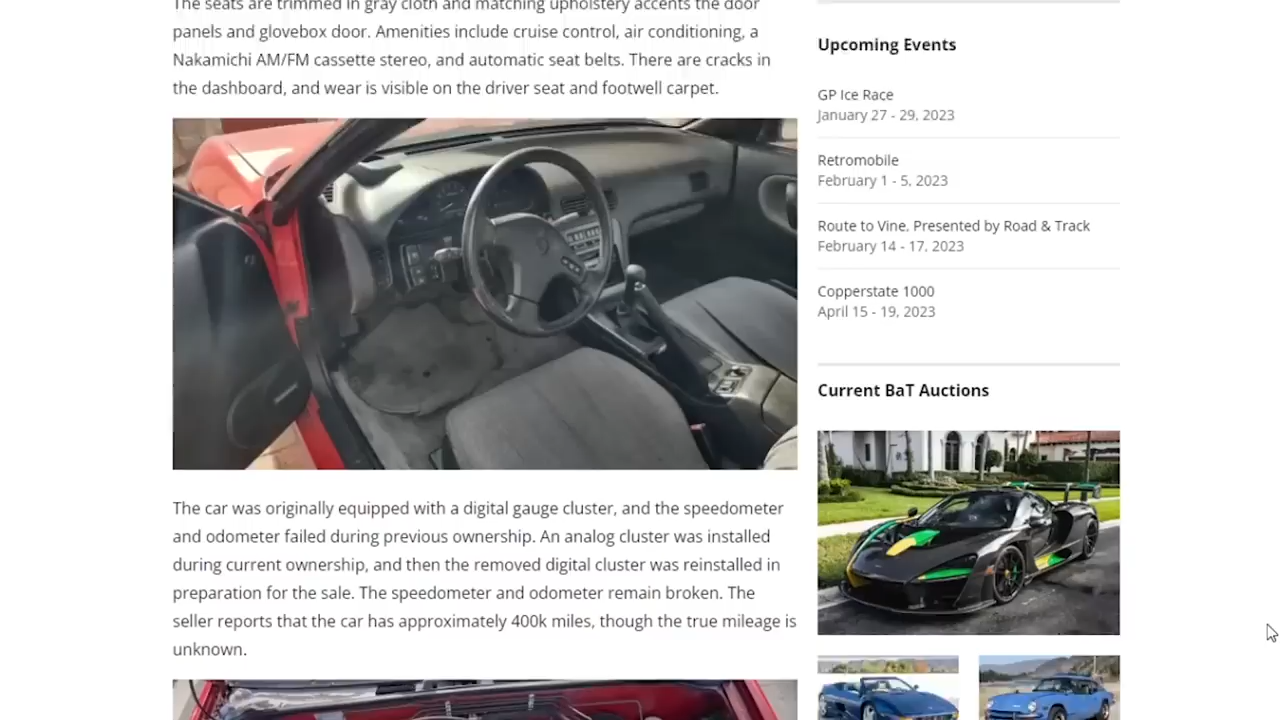 The seats are trimmed in gray cloth and matching upholstery accents the door
panels and glovebox door. Amenities include cruise control, air conditioning, a
Nakamichi AM/FM cassette stereo, and automatic seat belts. There are cracks in
the dashboard, and wear is visible on the driver seat and footwell carpet.
The car was originally equipped with a digital gauge cluster, and the speedometer
and odometer failed during previous ownership. An analog cluster was installed
during current ownership, and then the removed digital cluster was reinstalled in
preparation for the sale. The speedometer and odometer remain broken. The
seller reports that the car has approximately 400k miles, though the true mileage is
unknown.
Upcoming Events
GP Ice Race
January 27 - 29, 2023
Retromobile
February 1 - 5, 2023
Route to Vine. Presented by Road & Track
February 14 - 17, 2023
Copperstate 1000
April 15 - 19, 2023
Current BaT Auctions